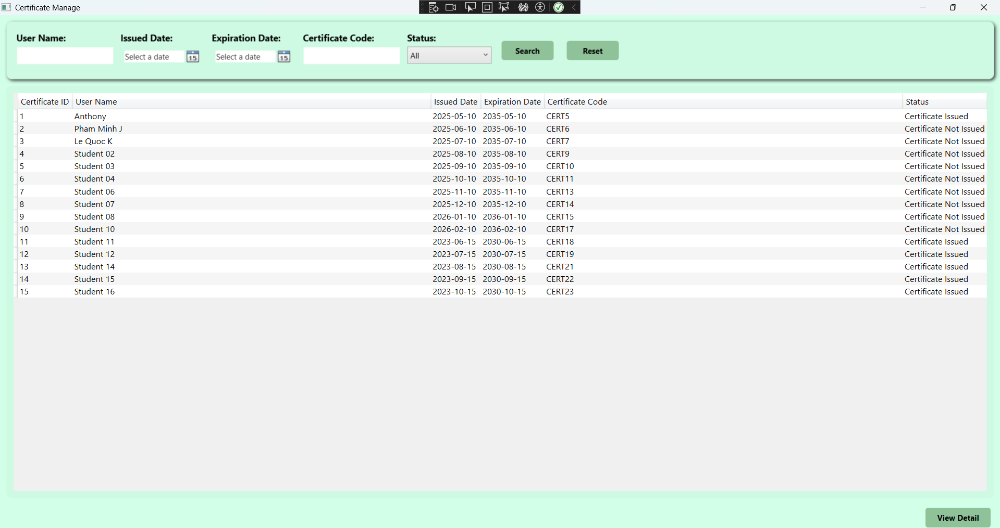 Certificate Manage
User Name: Issued Date: Expiration Date: Certificate Code: Status:
Select a date 15 Select a date 15 All Search Reset
Certificate ID User Name Issued Date Expiration Date Certificate Code Status
1 Anthony 2025-05-10 2035-05-10 CERT5 Certificate Issued
2 Pham Minh J 2025-06-10 2035-06-10 CERT6 Certificate Not Issued
3 Le Quoc K 2025-07-10 2035-07-10 CERT7 Certificate Not Issued
4 Student 02 2025-08-10 2035-08-10 CERT9 Certificate Not Issued
5 Student 03 2025-09-10 2035-09-10 CERT10 Certificate Not Issued
6 Student 04 2025-10-10 2035-10-10 CERT11 Certificate Not Issued
7 Student 06 2025-11-10 2035-11-10 CERT13 Certificate Not Issued
8 Student 07 2025-12-10 2035-12-10 CERT14 Certificate Not Issued
9 Student 08 2026-01-10 2036-01-10 CERT15 Certificate Not Issued
10 Student 10 2026-02-10 2036-02-10 CERT17 Certificate Not Issued
11 Student 11 2023-06-15 2030-06-15 CERT18 Certificate Issued
12 Student 12 2023-07-15 2030-07-15 CERT19 Certificate Issued
13 Student 14 2023-08-15 2030-08-15 CERT21 Certificate Issued
14 Student 15 2023-09-15 2030-09-15 CERT22 Certificate Issued
15 Student 16 2023-10-15 2030-10-15 CERT23 Certificate Issued
View Detail